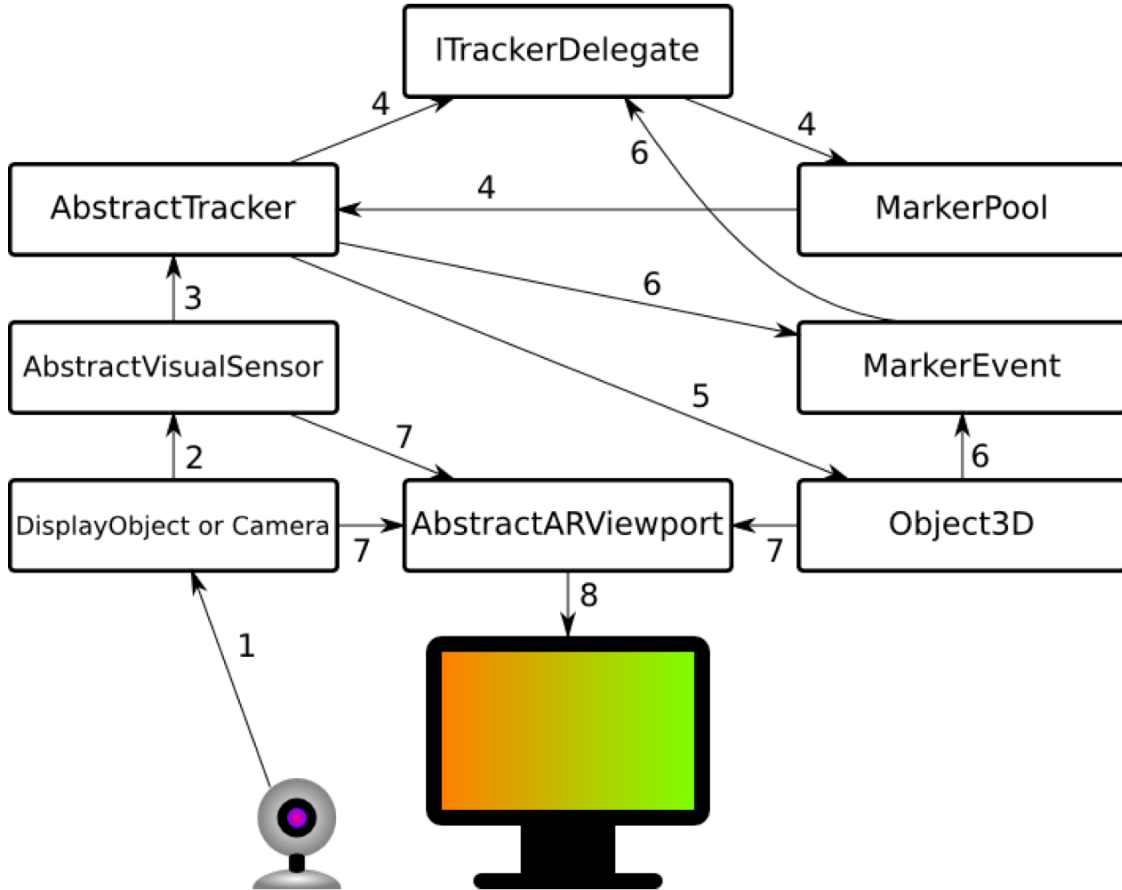 ITrackerDelegate
4
4
6
4
AbstractTracker
MarkerPool
6
3
AbstractVisualSensor
MarkerEvent
5
7
2
6
DisplayObject or Camera
AbstractARViewport
Object3D
7
7
8
1